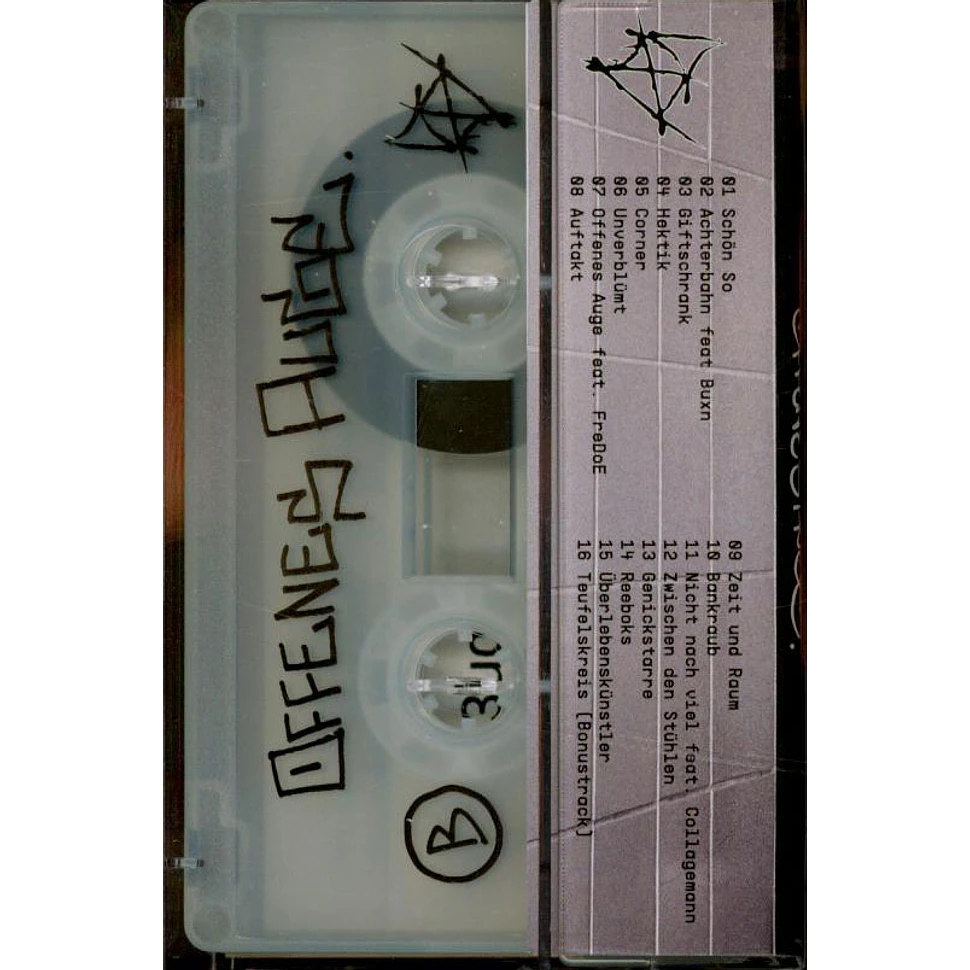 OFFENES AUGE.
B
01 Schön So
02 Achterbahn feat Buxn
03 Giftschrank
04 Hektik
05 Corner
06 Unverblümt
07 Offenes Auge feat. FreDoE
08 Auftakt
09 Zeit und Raum
10 Bankraub
11 Nicht nach viel feat. Collagemann
12 Zwischen den Stühlen
13 Genickstarre
14 Reeboks
15 Überlebenskünstler
16 Teufelskreis [Bonustrack]